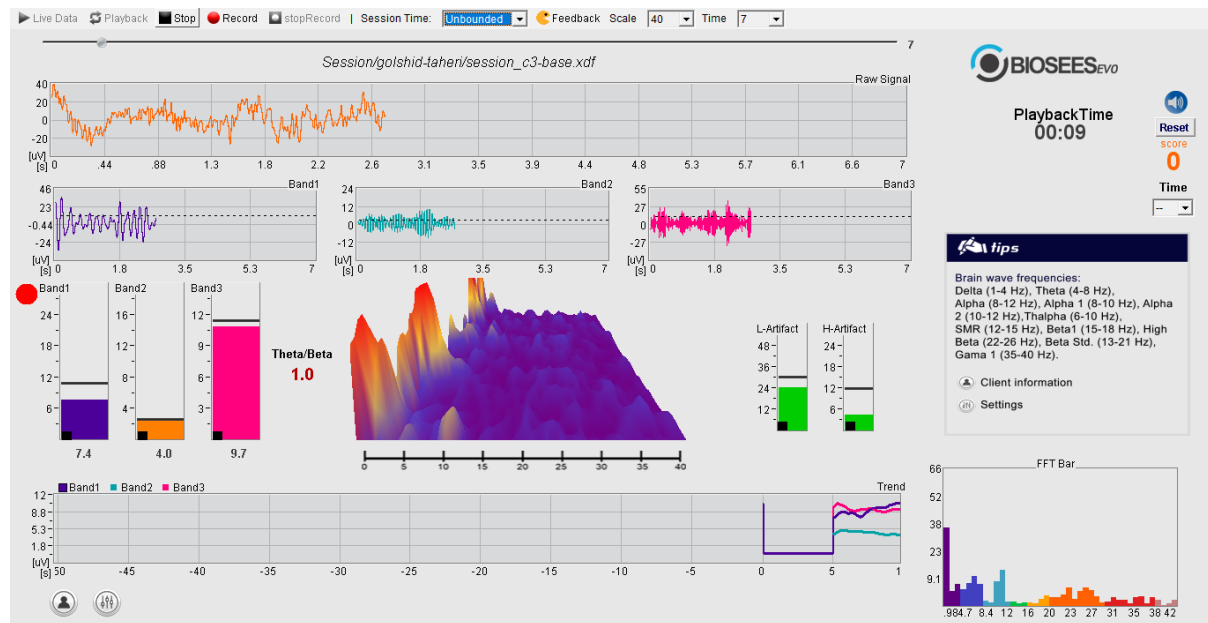 Live Data Playback Stop Record stopRecord | Session Time: Unbounded Feedback Scale 40 Time 7
7
Session/golshid-taheri/session_c3-base.xdf
BIOSEES EVO
Raw Signal
40
20
0
-20
[uV]
[s] 0 .44 .88 1.3 1.8 2.2 2.6 3.1 3.5 3.9 4.4 4.8 5.3 5.7 6.1 6.6 7
PlaybackTime
00:09
Reset
score
0
Time
--
Band1
46
23
-0.44
-24
[uV]
[s] 0 1.8 3.5 5.3 7
Band2
24
12
0
-12
[uV]
[s] 0 1.8 3.5 5.3 7
Band3
55
27
0
-27
[uV]
[s] 0 1.8 3.5 5.3 7
tips
Brain wave frequencies:
Delta (1-4 Hz), Theta (4-8 Hz),
Alpha (8-12 Hz), Alpha 1 (8-10 Hz), Alpha
2 (10-12 Hz),Thalpha (6-10 Hz),
SMR (12-15 Hz), Beta1 (15-18 Hz), High
Beta (22-26 Hz), Beta Std. (13-21 Hz),
Gama 1 (35-40 Hz).
Client information
Settings
Band1
24
18
12
6
7.4
Band2
16
12
8
4
4.0
Band3
12
9
6
3
9.7
Theta/Beta
1.0
0 5 10 15 20 25 30 35 40
L-Artifact
48
36
24
12
H-Artifact
24
18
12
6
Band1 Band2 Band3
Trend
12
8.8
5.3
1.8
[uV]
[s] 50 -45 -40 -35 -30 -25 -20 -15 -10 -5 0 5 1
FFT Bar
66
52
38
23
9.1
.984.7 8.4 12 16 20 23 27 31 35 38 42